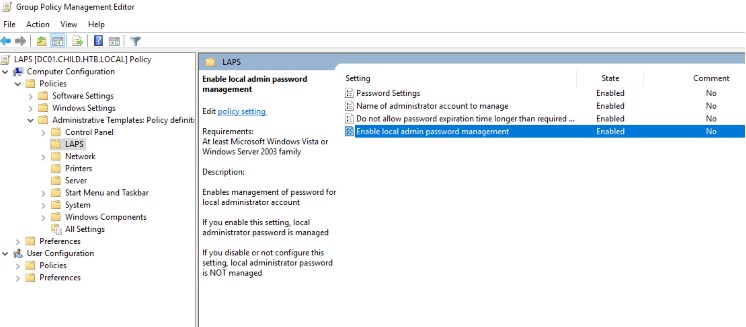 Group Policy Management Editor
File Action View Help
LAPS [DC01.CHILD.HTB.LOCAL] Policy
Computer Configuration
Policies
Software Settings
Windows Settings
Administrative Templates: Policy definiti
Control Panel
LAPS
Network
Printers
Server
Start Menu and Taskbar
System
Windows Components
All Settings
Preferences
User Configuration
Policies
Preferences
LAPS
Enable local admin password
management
Edit policy setting
Requirements:
At least Microsoft Windows Vista or
Windows Server 2003 family
Description:
Enables management of password for
local administrator account
If you enable this setting, local
administrator password is managed
If you disable or not configure this
setting, local administrator password
is NOT managed
Setting State Comment
Password Settings Enabled No
Name of administrator account to manage Enabled No
Do not allow password expiration time longer than required ... Enabled No
Enable local admin password management Enabled No